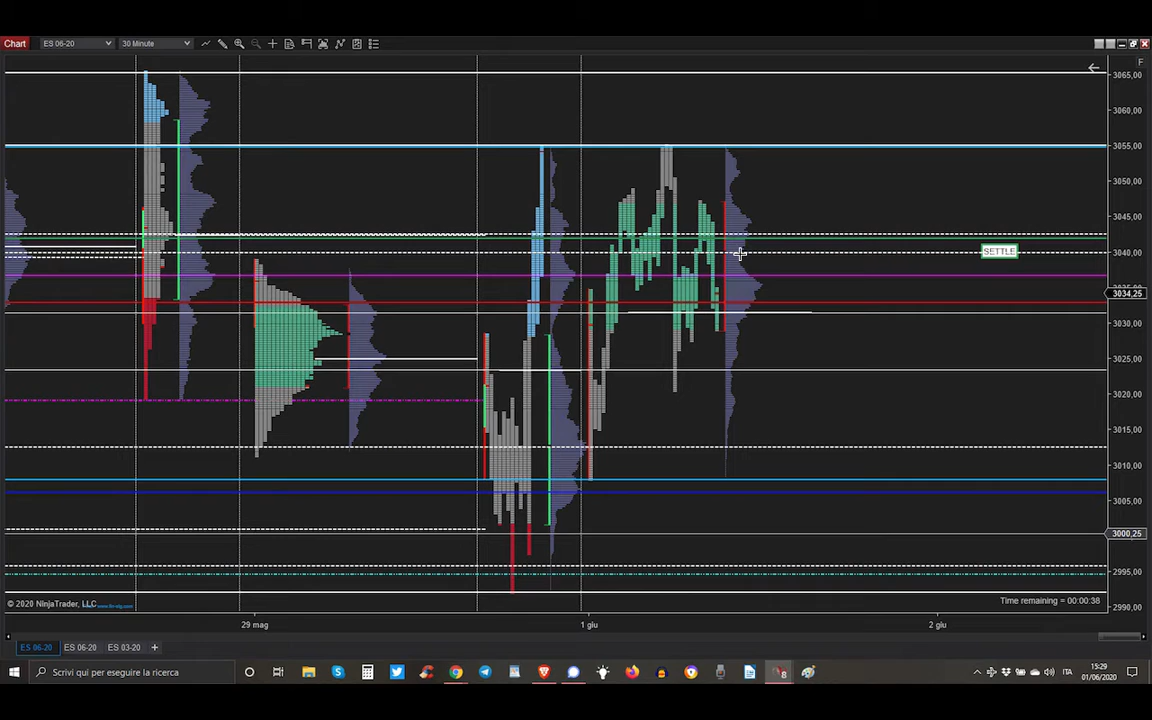 Chart
ES 06-20
30 Minute
F
3065,00
3060,00
3055,00
3050,00
3045,00
SETTLE
3040,00
3034,25
3030,00
3025,00
3020,00
3015,00
3010,00
3005,00
3000,25
2995,00
2990,00
© 2020 NinjaTrader, LLC
Time remaining = 00:00:38
29 mag
1 giu
2 giu
ES 06-20
ES 06-20
ES 03-20
+
Scrivi qui per eseguire la ricerca
8
ITA
15:29
01/06/2020